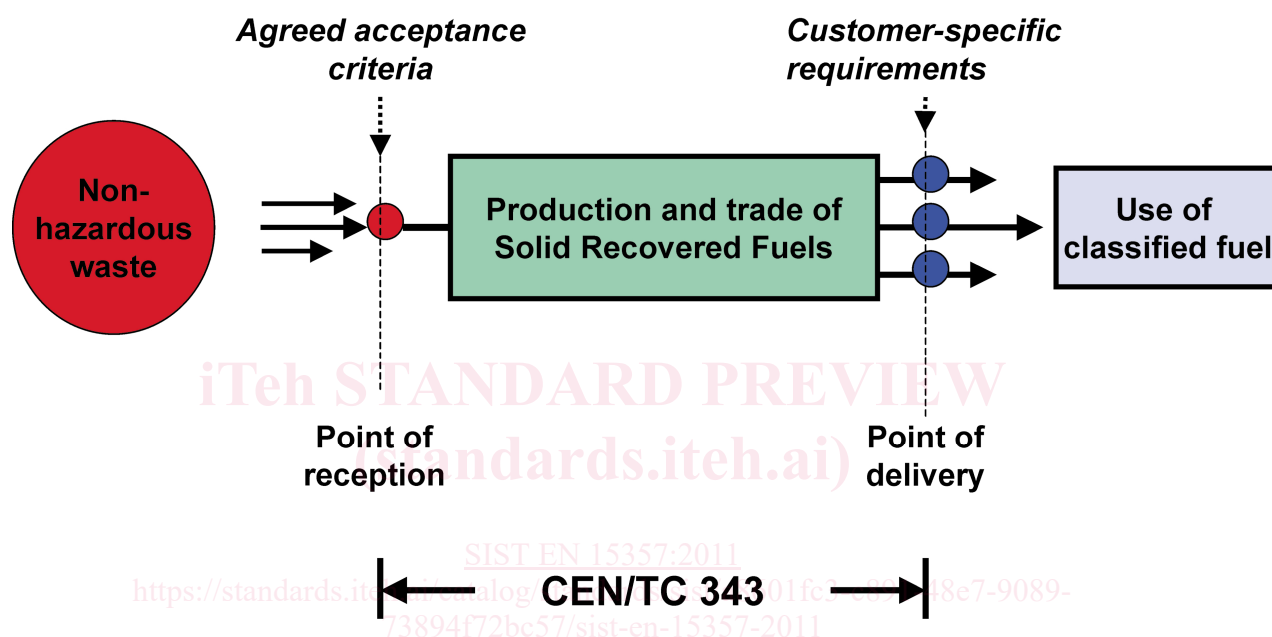 Agreed acceptance
criteria
Customer-specific
requirements
Non-
hazardous
waste
Production and trade of
Solid Recovered Fuels
Use of
classified fuel
iTeh STANDARD PREVIEW
(standards.iteh.ai)
Point of
reception
Point of
delivery
SIST EN 15357:2011
CEN/TC 343
73894f72bc57/sist-en-15357-2011